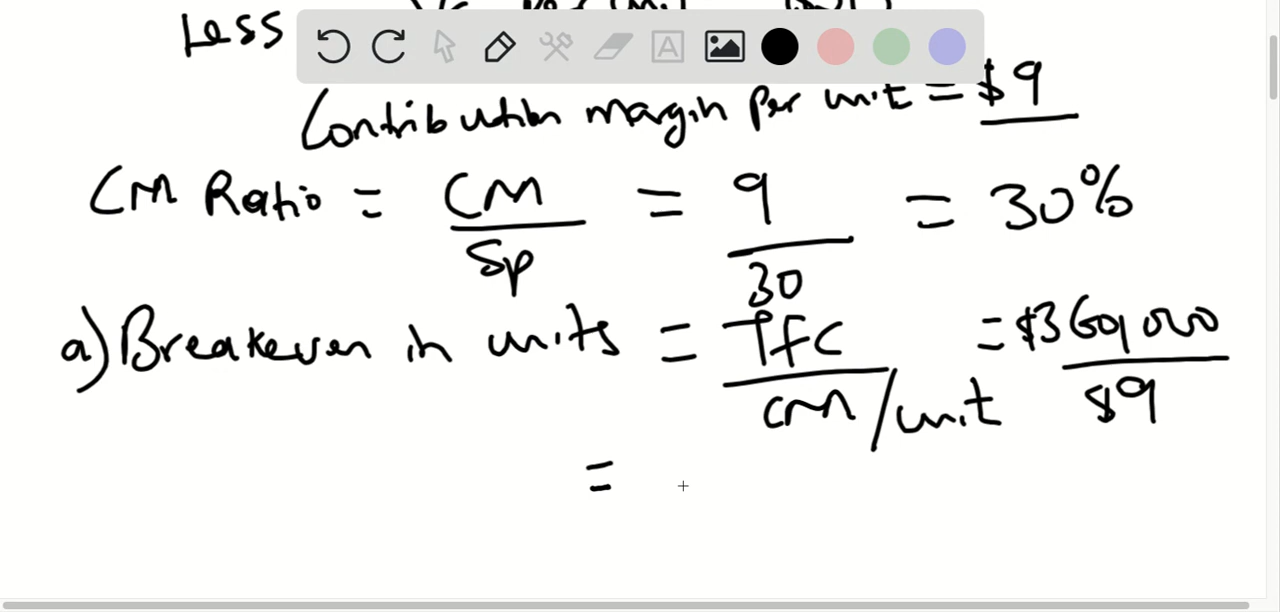 Less
Contribution margin per unit = $9
CM Ratio = CM / Sp = 9 / 30 = 30%
a) Breakeven in units = TFC / cm/unit = $360,000 / $9
=
A